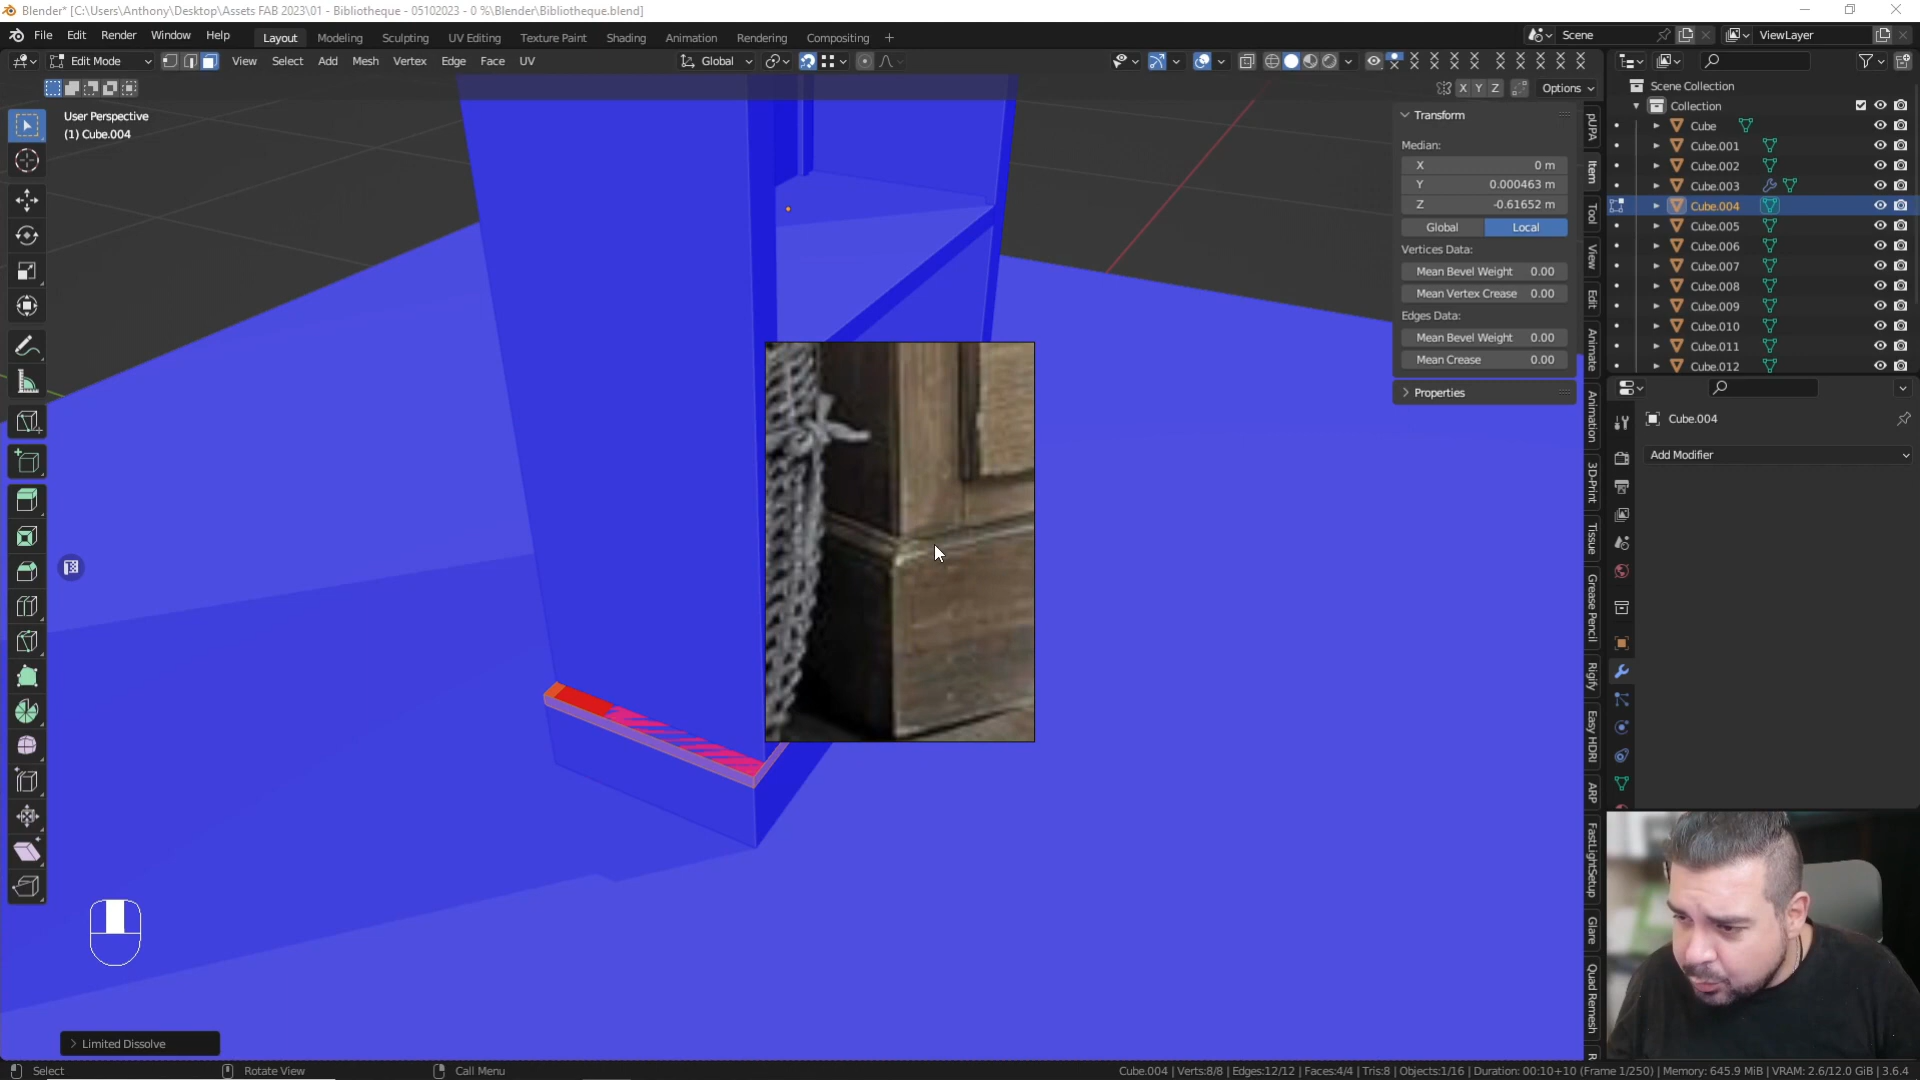 Blender* [C:\Users\Anthony\Desktop\Assets FAB 2023\01 - Bibliotheque - 05102023 - 0 %\Blender\Bibliotheque.blend]
File Edit Render Window Help Layout Modeling Sculpting UV Editing Texture Paint Shading Animation Rendering Compositing + Scene ViewLayer
Edit Mode View Select Add Mesh Vertex Edge Face UV Global
X Y Z Options
User Perspective
(1) Cube.004
Transform
Median:
X 0 m
Y 0.000463 m
Z -0.61652 m
Global Local
Vertices Data:
Mean Bevel Weight 0.00
Mean Vertex Crease 0.00
Edges Data:
Mean Bevel Weight 0.00
Mean Crease 0.00
Properties
pUPA
Item
Tool
View
Edit
Animate
Animation
3D-Print
Tissue
Grease Pencil
Rigify
Easy HDRI
ARP
FastLightSetup
Glare
Quad Remesh
R
Scene Collection
Collection
Cube
Cube.001
Cube.002
Cube.003
Cube.004
Cube.005
Cube.006
Cube.007
Cube.008
Cube.009
Cube.010
Cube.011
Cube.012
Cube.004
Add Modifier
Limited Dissolve
Select Rotate View Call Menu Cube.004 | Verts:8/8 | Edges:12/12 | Faces:4/4 | Tris:8 | Objects:1/16 | Duration: 00:10+10 (Frame 1/250) | Memory: 645.9 MiB | VRAM: 2.6/12.0 GiB | 3.6.4